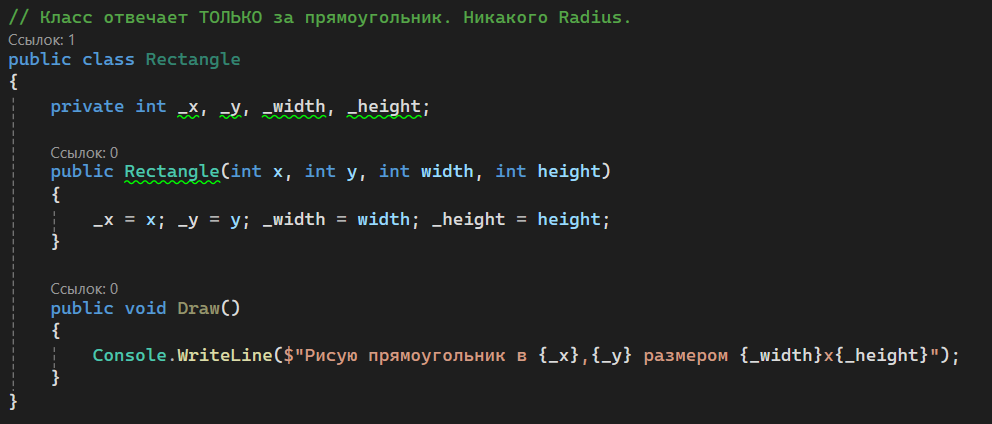 // Класс отвечает ТОЛЬКО за прямоугольник. Никакого Radius.
Ссылок: 1
public class Rectangle
{
private int _x, _y, _width, _height;
Ссылок: 0
public Rectangle(int x, int y, int width, int height)
{
_x = x; _y = y; _width = width; _height = height;
}
Ссылок: 0
public void Draw()
{
Console.WriteLine($"Рисую прямоугольник в {_x},{_y} размером {_width}x{_height}");
}
}